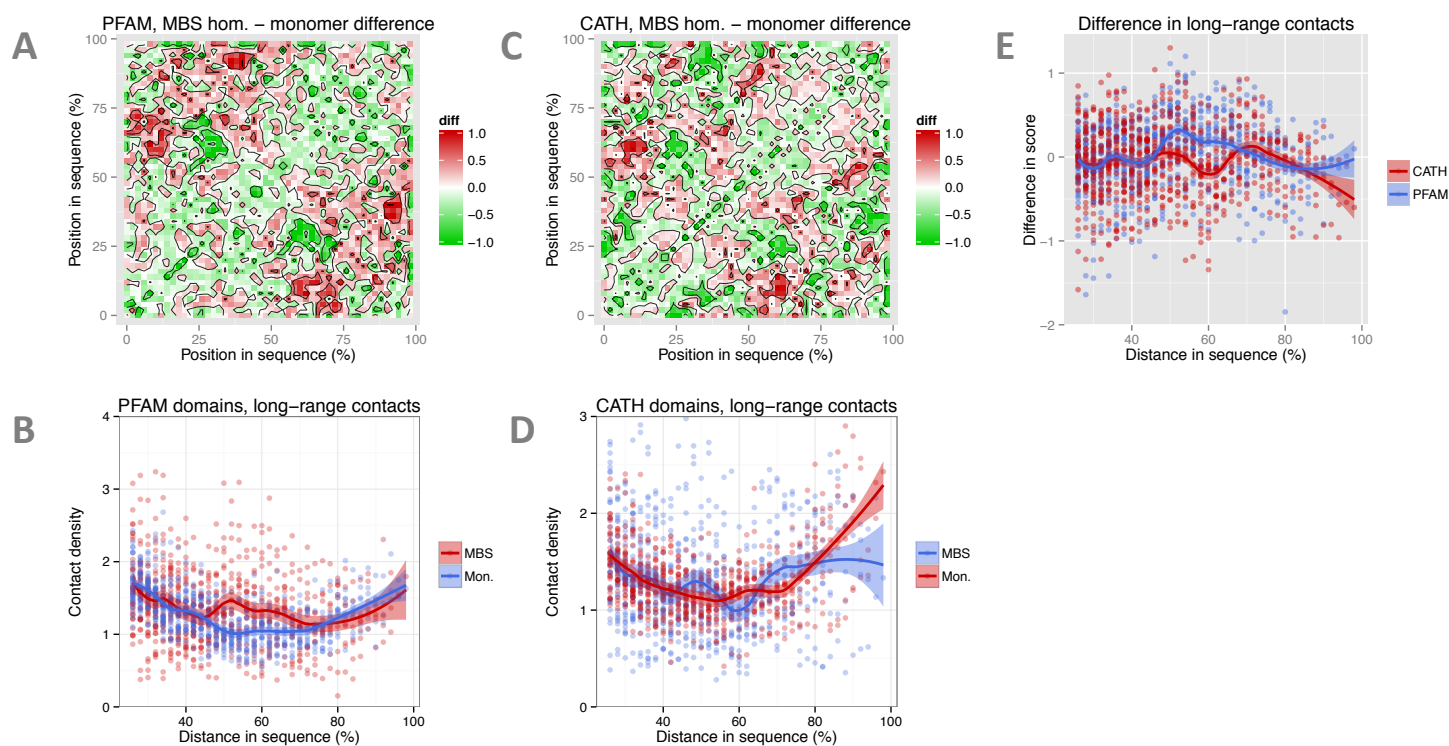 A
PFAM, MBS hom. − monomer difference
100
75
50
25
0
Position in sequence (%)
0 25 50 75 100
Position in sequence (%)
diff
1.0
0.5
0.0
−0.5
−1.0
C
CATH, MBS hom. − monomer difference
100
75
50
25
0
Position in sequence (%)
0 25 50 75 100
Position in sequence (%)
diff
1.0
0.5
0.0
−0.5
−1.0
E
Difference in long−range contacts
1
0
−1
−2
Difference in score
40 60 80 100
Distance in sequence (%)
CATH
PFAM
B
PFAM domains, long−range contacts
4
3
2
1
0
Contact density
40 60 80 100
Distance in sequence (%)
MBS
Mon.
D
CATH domains, long−range contacts
3
2
1
0
Contact density
40 60 80 100
Distance in sequence (%)
MBS
Mon.